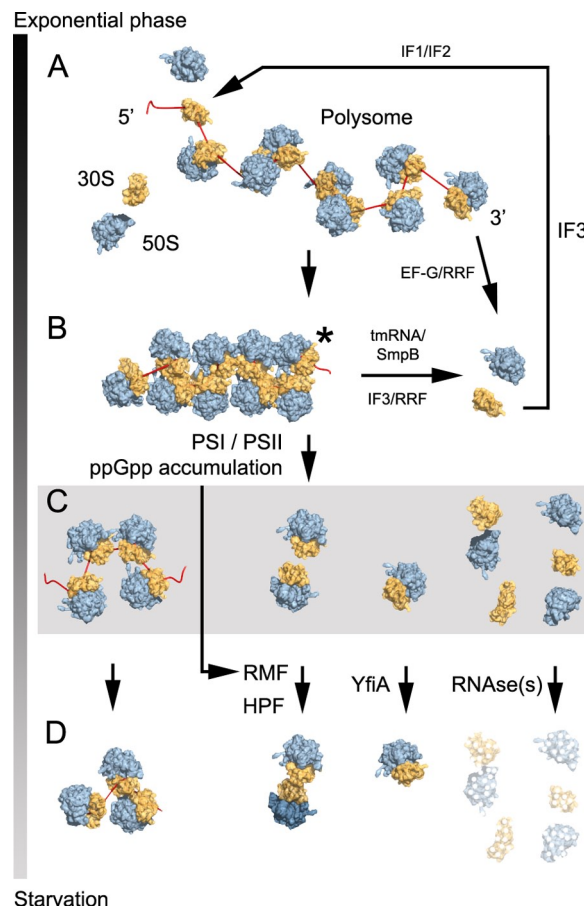 Exponential phase
A
IF1/IF2
5’
Polysome
30S
50S
3’
IF3
EF-G/RRF
B
*
tmRNA/
SmpB
IF3/RRF
PSI / PSII
ppGpp accumulation
C
RMF
HPF
YfiA
RNAse(s)
D
Starvation